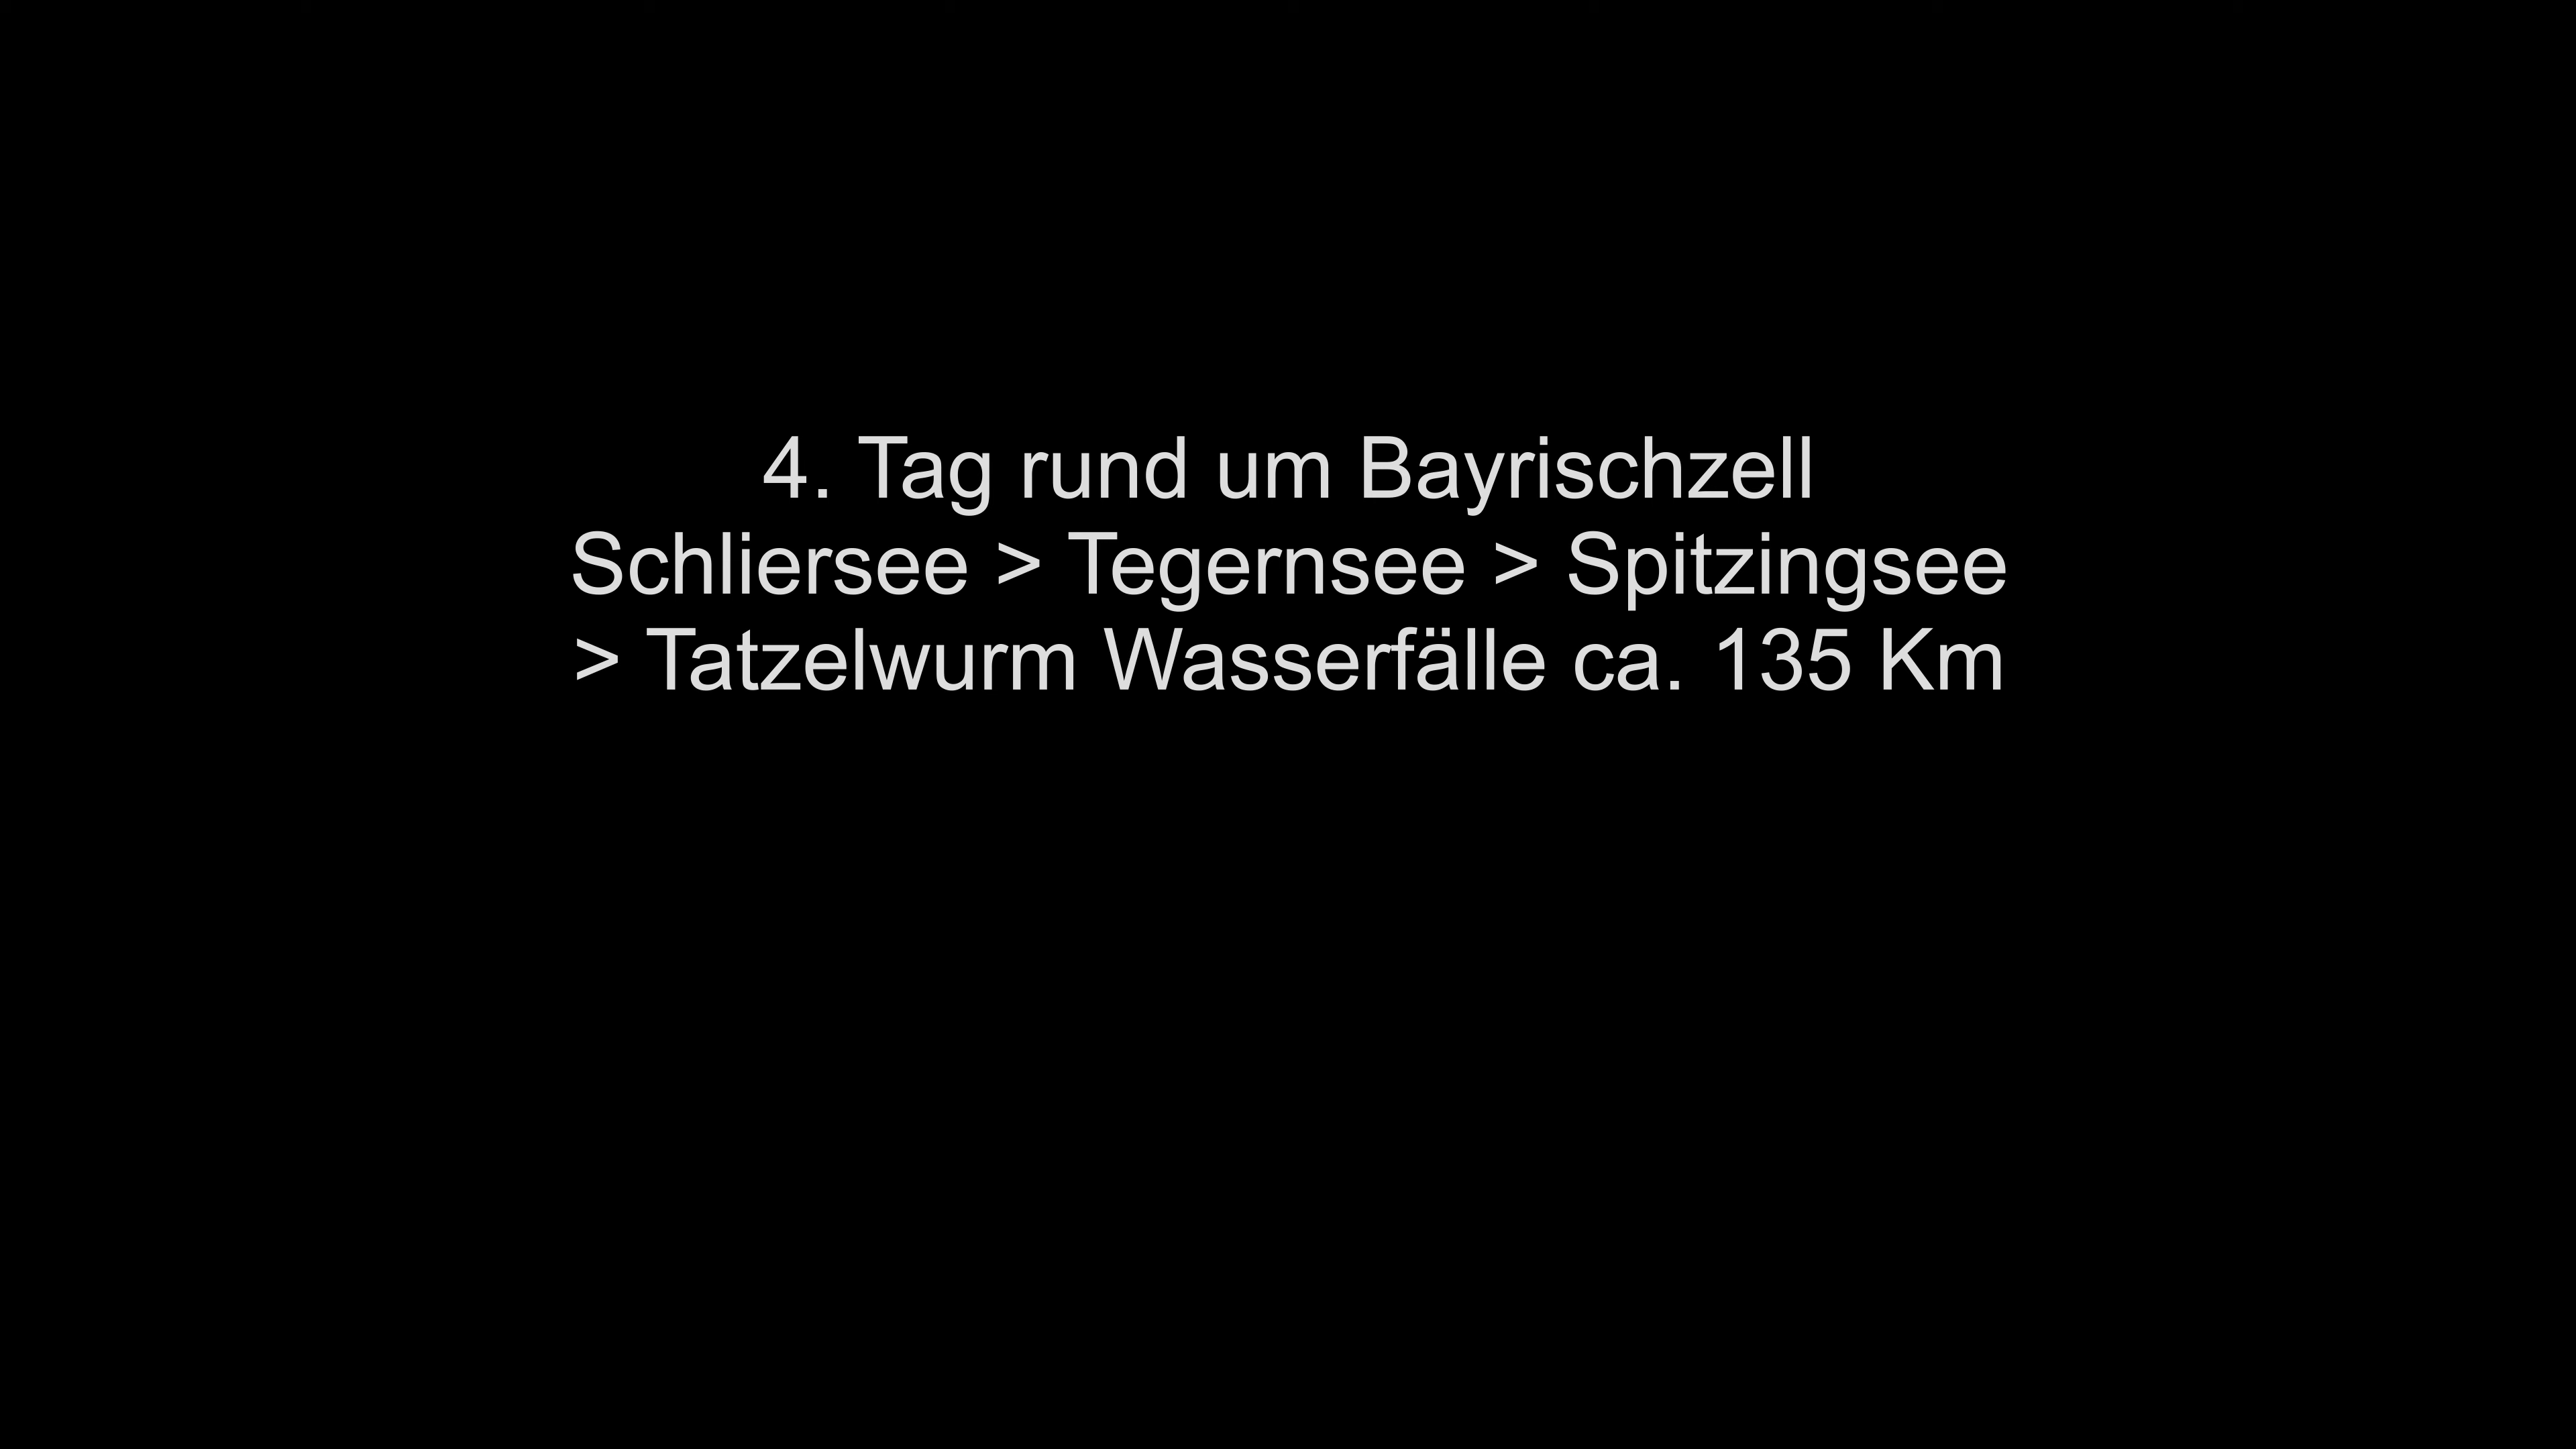 4. Tag rund um Bayrischzell
Schliersee > Tegernsee > Spitzingsee
> Tatzelwurm Wasserfälle ca. 135 Km